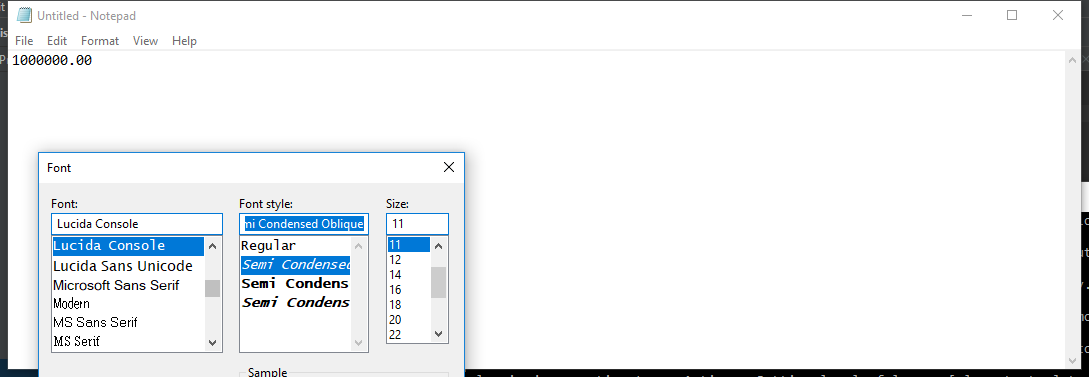 Untitled - Notepad
File Edit Format View Help
1000000.00
Font
Font: Font style: Size:
Lucida Console mi Condensed Oblique 11
Lucida Console Semi Condensed 11
Lucida Sans Unicode Regular 12
Microsoft Sans Serif Semi Condens 14
Modern Semi Condens 16
MS Sans Serif 18
MS Serif 20
22
Sample